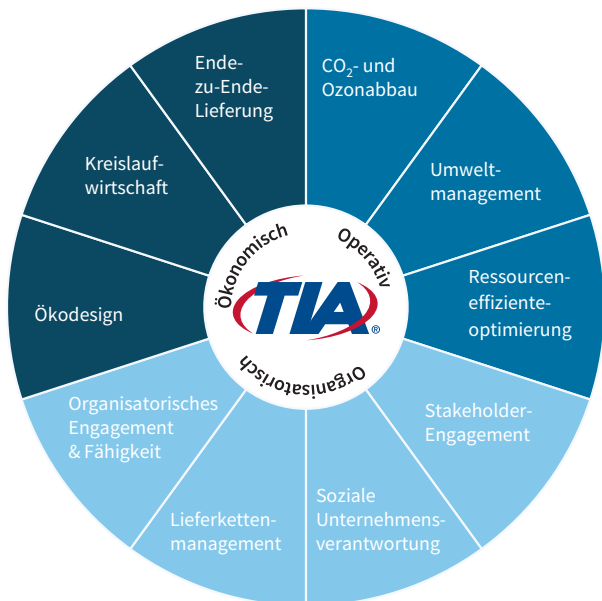 Ende-
zu-Ende-
Lieferung
CO₂- und
Ozonabbau
Kreislauf-
wirtschaft
Umwelt-
management
Ökodesign
Ressourcen-
effiziente-
optimierung
Ökonomisch
Operativ
TIA®
Organisatorisch
Organisatorisches
Engagement
& Fähigkeit
Stakeholder-
Engagement
Lieferketten-
management
Soziale
Unternehmens-
verantwortung